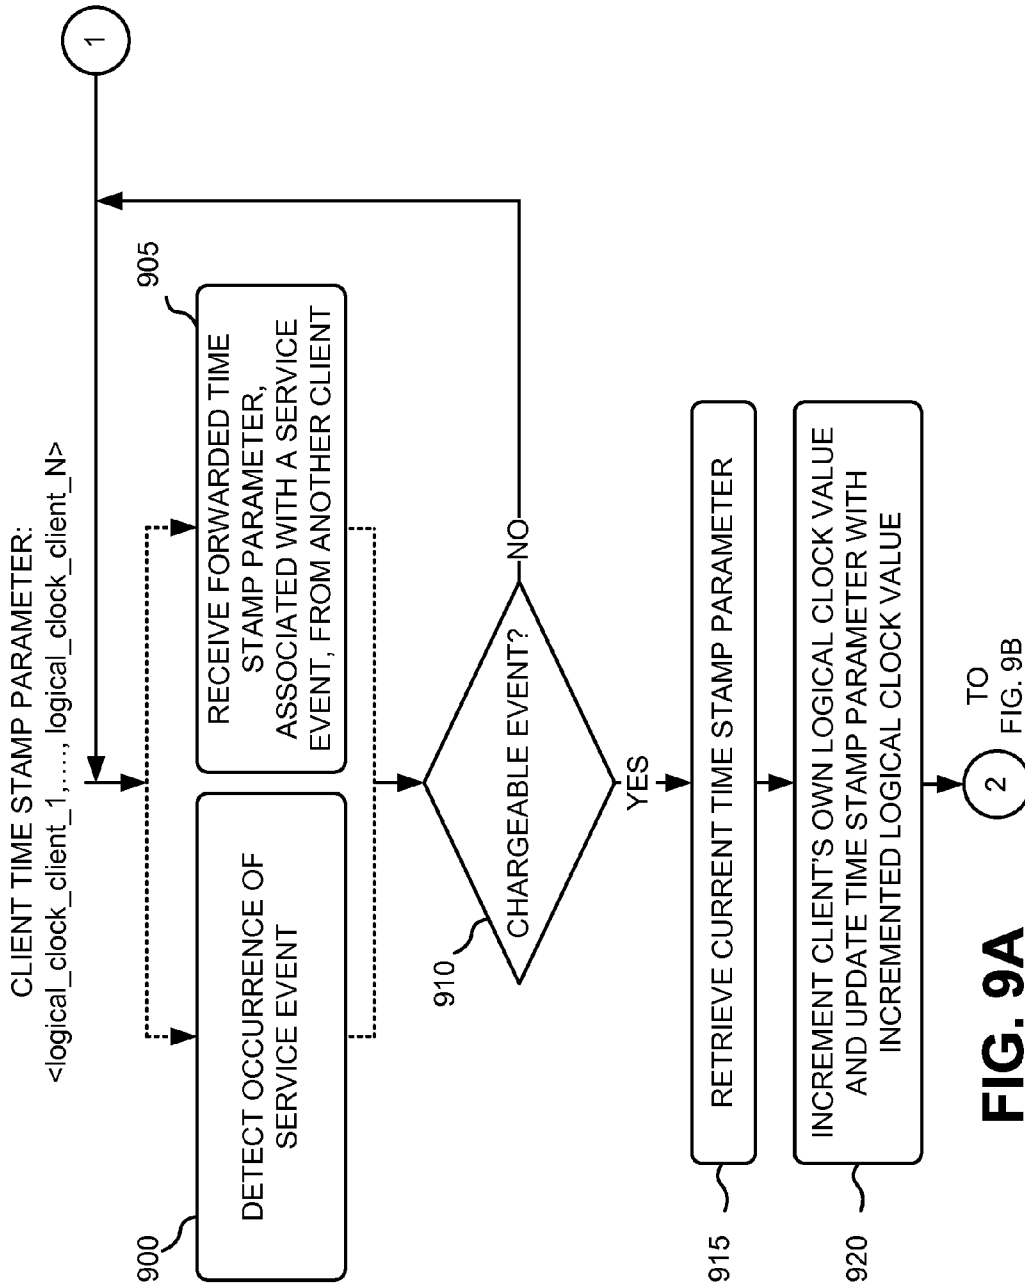 CLIENT TIME STAMP PARAMETER:
<logical_clock_client_1,...., logical_clock_client_N>
1
900
DETECT OCCURRENCE OF
SERVICE EVENT
905
RECEIVE FORWARDED TIME
STAMP PARAMETER,
ASSOCIATED WITH A SERVICE
EVENT, FROM ANOTHER CLIENT
910
CHARGEABLE EVENT?
NO
YES
915
RETRIEVE CURRENT TIME STAMP PARAMETER
920
INCREMENT CLIENT'S OWN LOGICAL CLOCK VALUE
AND UPDATE TIME STAMP PARAMETER WITH
INCREMENTED LOGICAL CLOCK VALUE
2
TO
FIG. 9B
FIG. 9A